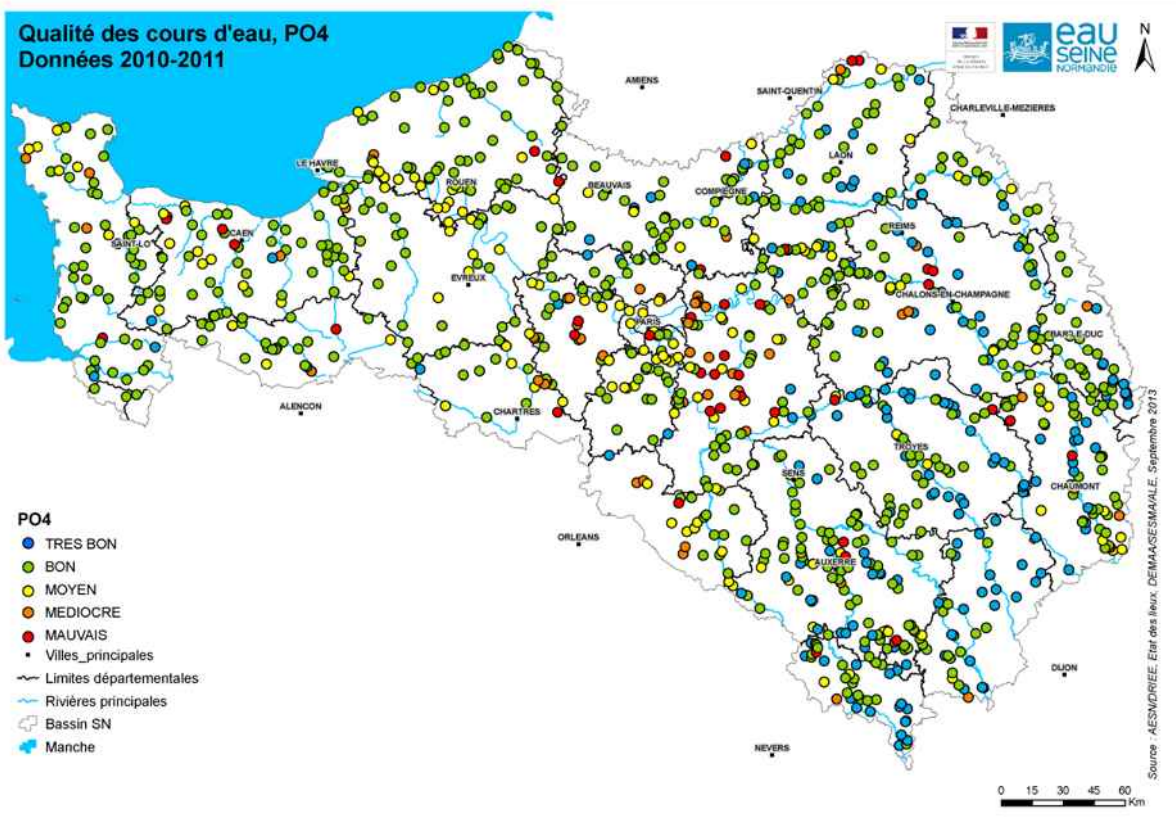 Qualité des cours d'eau, PO4
Données 2010-2011
eau
SEINE
NORMANDIE
N
AMIENS
SAINT-QUENTIN
CHARLEVILLE-MEZIERES
LAON
LE HAVRE
ROUEN
BEAUVAIS
COMPIEGNE
REIMS
SAINT-LO
CAEN
EVREUX
CHALONS-EN-CHAMPAGNE
PARIS
BAR-LE-DUC
ALENCON
CHARTRES
TROYES
SENS
CHAUMONT
ORLEANS
AUXERRE
DIJON
NEVERS
PO4
TRES BON
BON
MOYEN
MEDIOCRE
MAUVAIS
Villes_principales
Limites départementales
Rivières principales
Bassin SN
Manche
0 15 30 45 60
Km
Source : AESN/DRIEE, Etat des lieux, DEMAA/SESMA/ALE, Septembre 2013